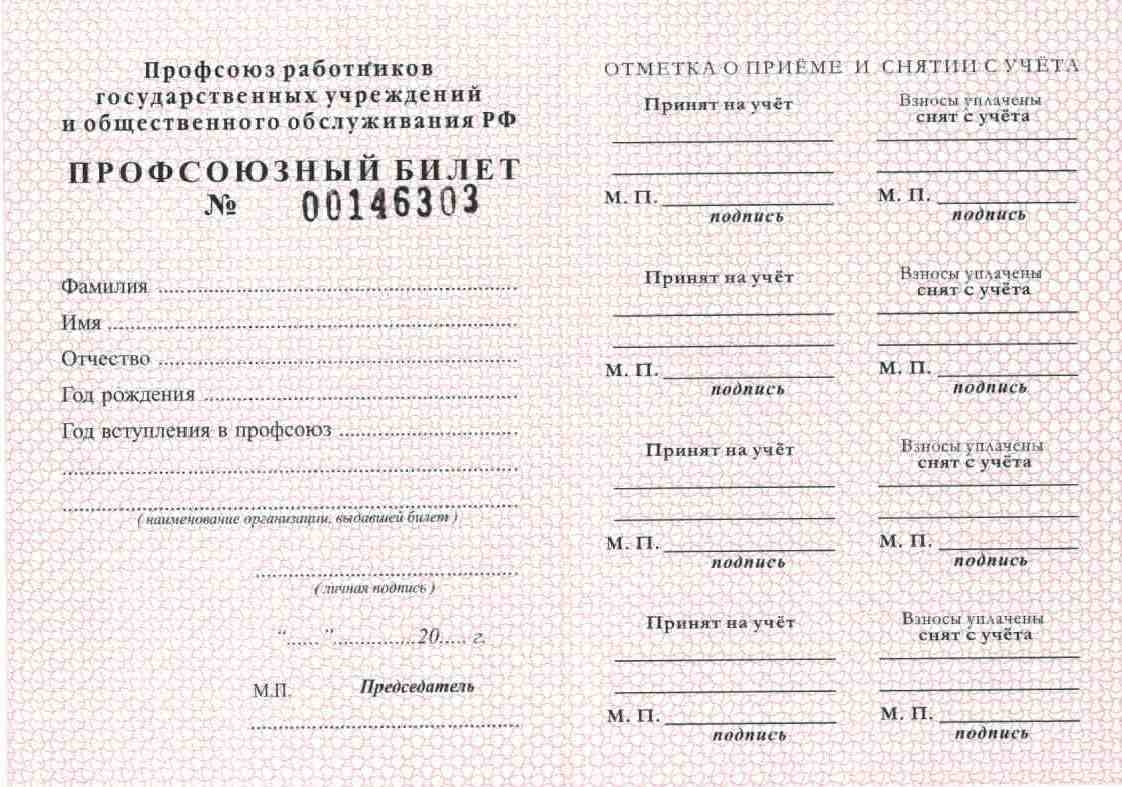 Профсоюз работников
государственных учреждений
и общественного обслуживания РФ
ПРОФСОЮЗНЫЙ БИЛЕТ
№ 00146303
Фамилия ..........
Имя ..........
Отчество ..........
Год рождения ..........
Год вступления в профсоюз ..........
( наименование организации, выдавшей билет )
( личная подпись )
“......” ..............20..... г.
М.П. Председатель
ОТМЕТКА О ПРИЁМЕ И СНЯТИИ С УЧЁТА
Принят на учёт
М. П.
подпись
Взносы уплачены
снят с учёта
М. П.
подпись
Принят на учёт
М. П.
подпись
Взносы уплачены
снят с учёта
М. П.
подпись
Принят на учёт
М. П.
подпись
Взносы уплачены
снят с учёта
М. П.
подпись
Принят на учёт
М. П.
подпись
Взносы уплачены
снят с учёта
М. П.
подпись